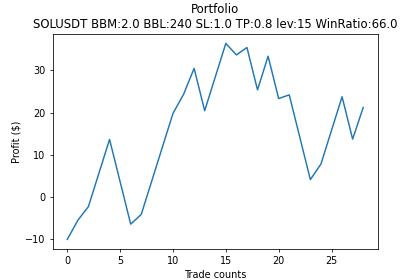 Portfolio
SOLUSDT BBM:2.0 BBL:240 SL:1.0 TP:0.8 lev:15 WinRatio:66.0
Profit ($)
30
20
10
0
−10
0
5
10
15
20
25
Trade counts